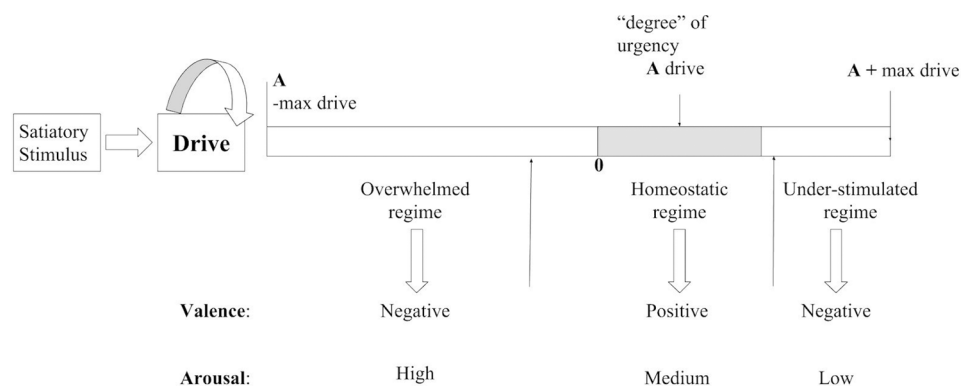 “degree” of
urgency
A drive
A
-max drive
A + max drive
Satiatory
Stimulus
Drive
0
Overwhelmed
regime
Homeostatic
regime
Under-stimulated
regime
Valence: Negative Positive Negative
Arousal: High Medium Low